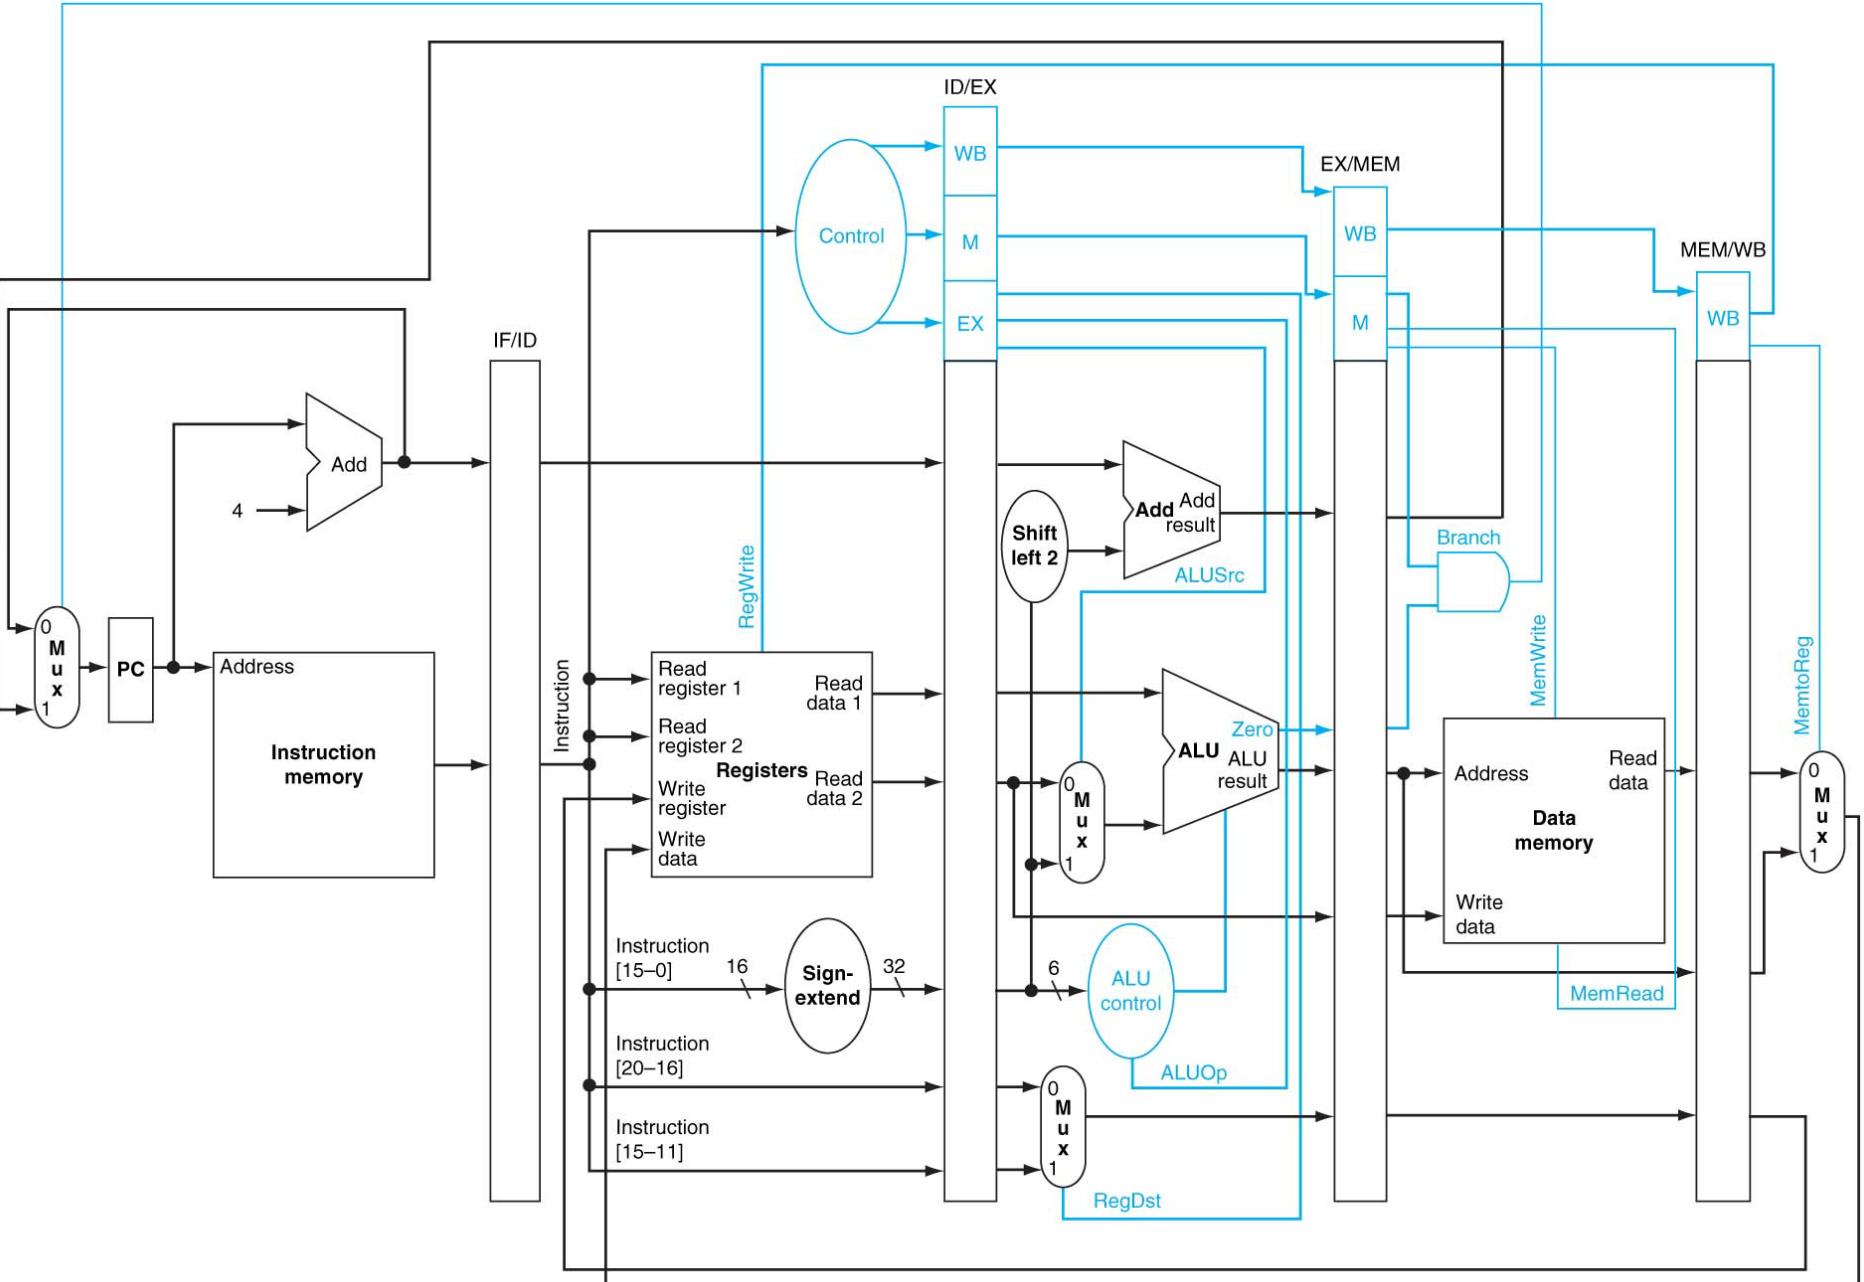 ID/EX
WB
Control
M
EX
EX/MEM
WB
M
MEM/WB
WB
IF/ID
Add
4
Add
Add
result
Shift
left 2
ALUSrc
Branch
RegWrite
MemWrite
MemtoReg
0
M
u
x
1
PC
Address
Instruction
memory
Instruction
Read
register 1
Read
register 2
Write
register
Write
data
Registers
Read
data 1
Read
data 2
0
M
u
x
1
Zero
ALU
ALU
result
Address
Read
data
Data
memory
Write
data
0
M
u
x
1
Instruction
[15–0]
16
Sign-
extend
32
6
ALU
control
MemRead
Instruction
[20–16]
ALUOp
Instruction
[15–11]
0
M
u
x
1
RegDst